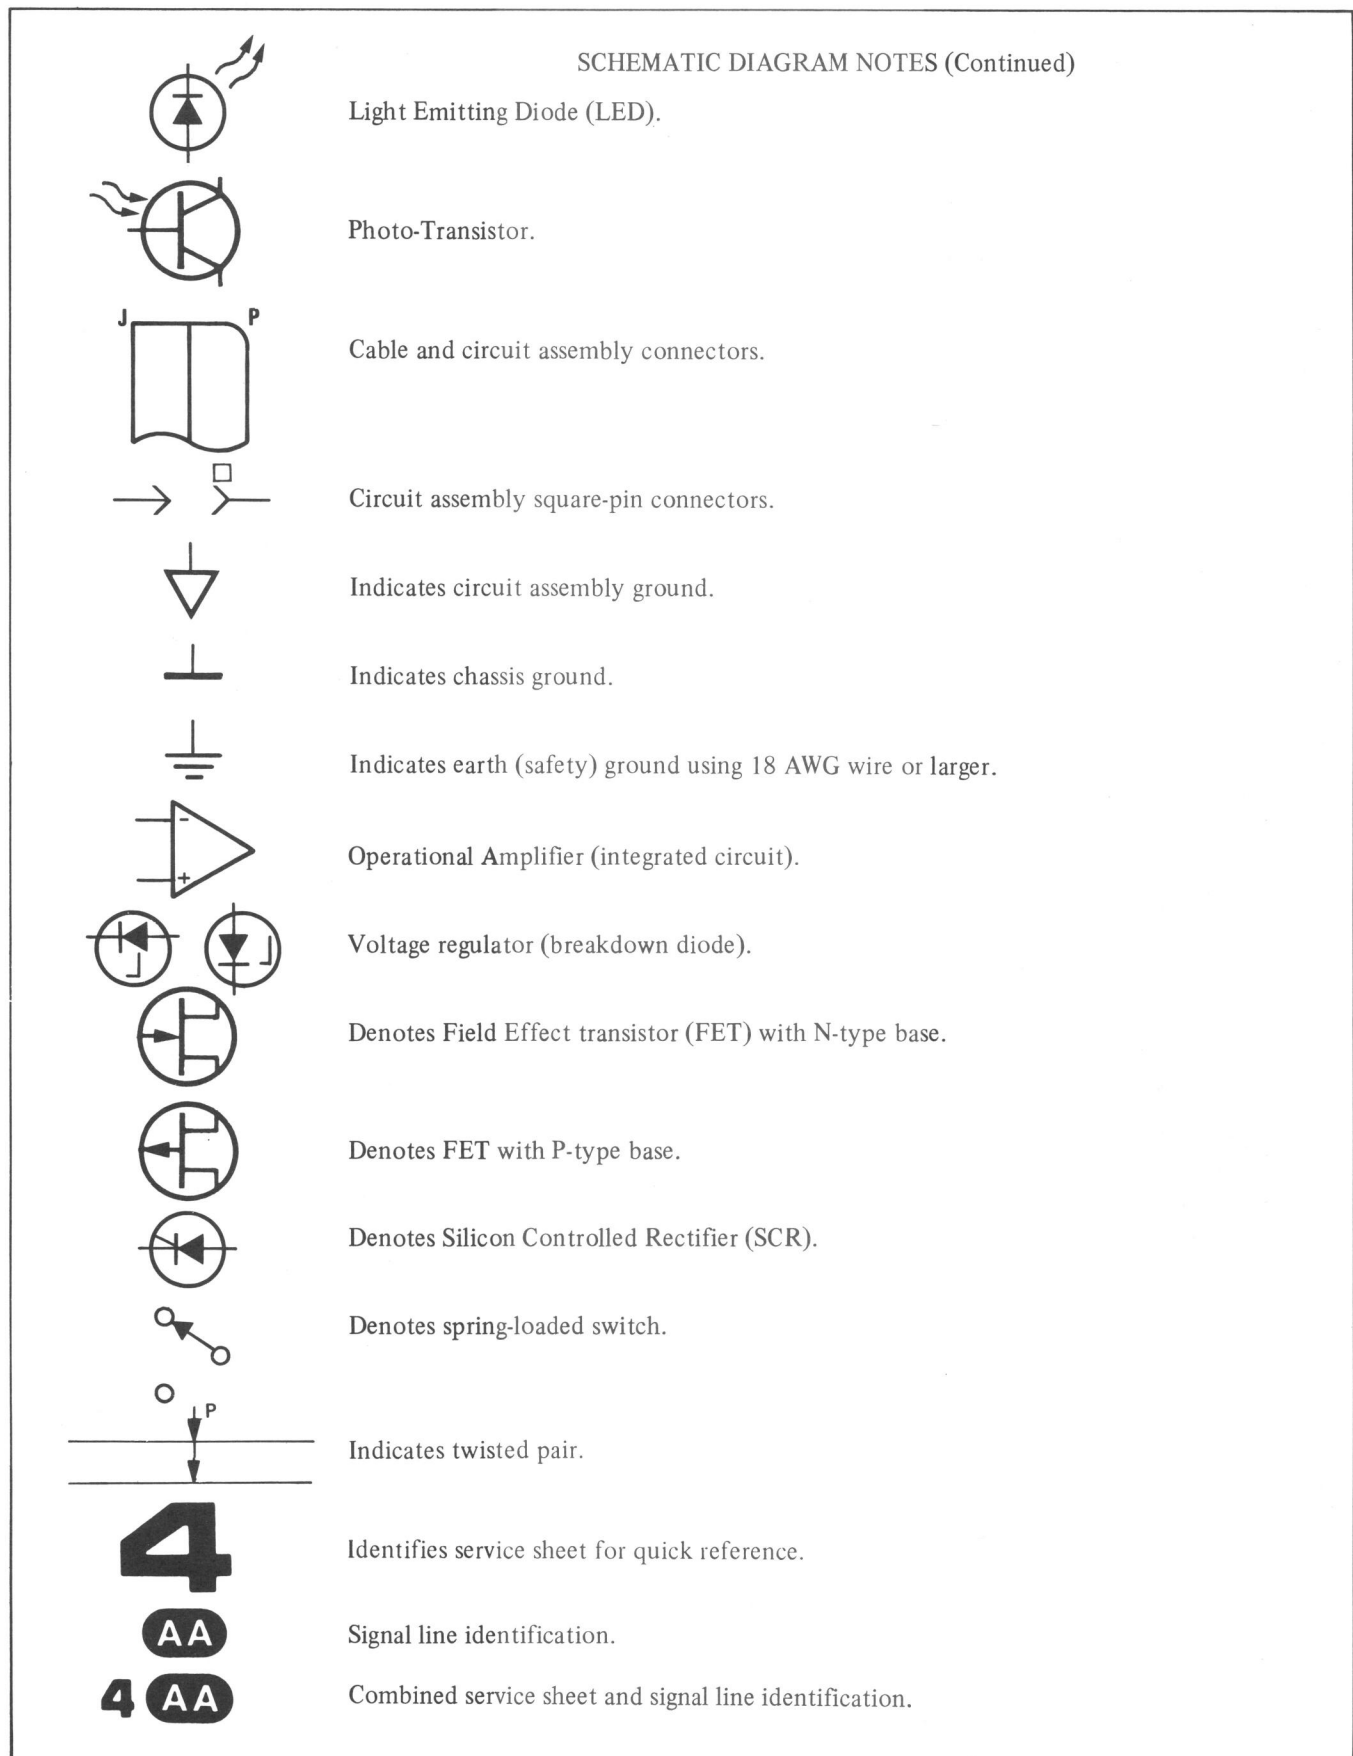 SCHEMATIC DIAGRAM NOTES (Continued)
Light Emitting Diode (LED).
Photo-Transistor.
J P
Cable and circuit assembly connectors.
Circuit assembly square-pin connectors.
Indicates circuit assembly ground.
Indicates chassis ground.
Indicates earth (safety) ground using 18 AWG wire or larger.
-
+
Operational Amplifier (integrated circuit).
Voltage regulator (breakdown diode).
Denotes Field Effect transistor (FET) with N-type base.
Denotes FET with P-type base.
Denotes Silicon Controlled Rectifier (SCR).
Denotes spring-loaded switch.
P
Indicates twisted pair.
4
Identifies service sheet for quick reference.
AA
Signal line identification.
4 AA
Combined service sheet and signal line identification.